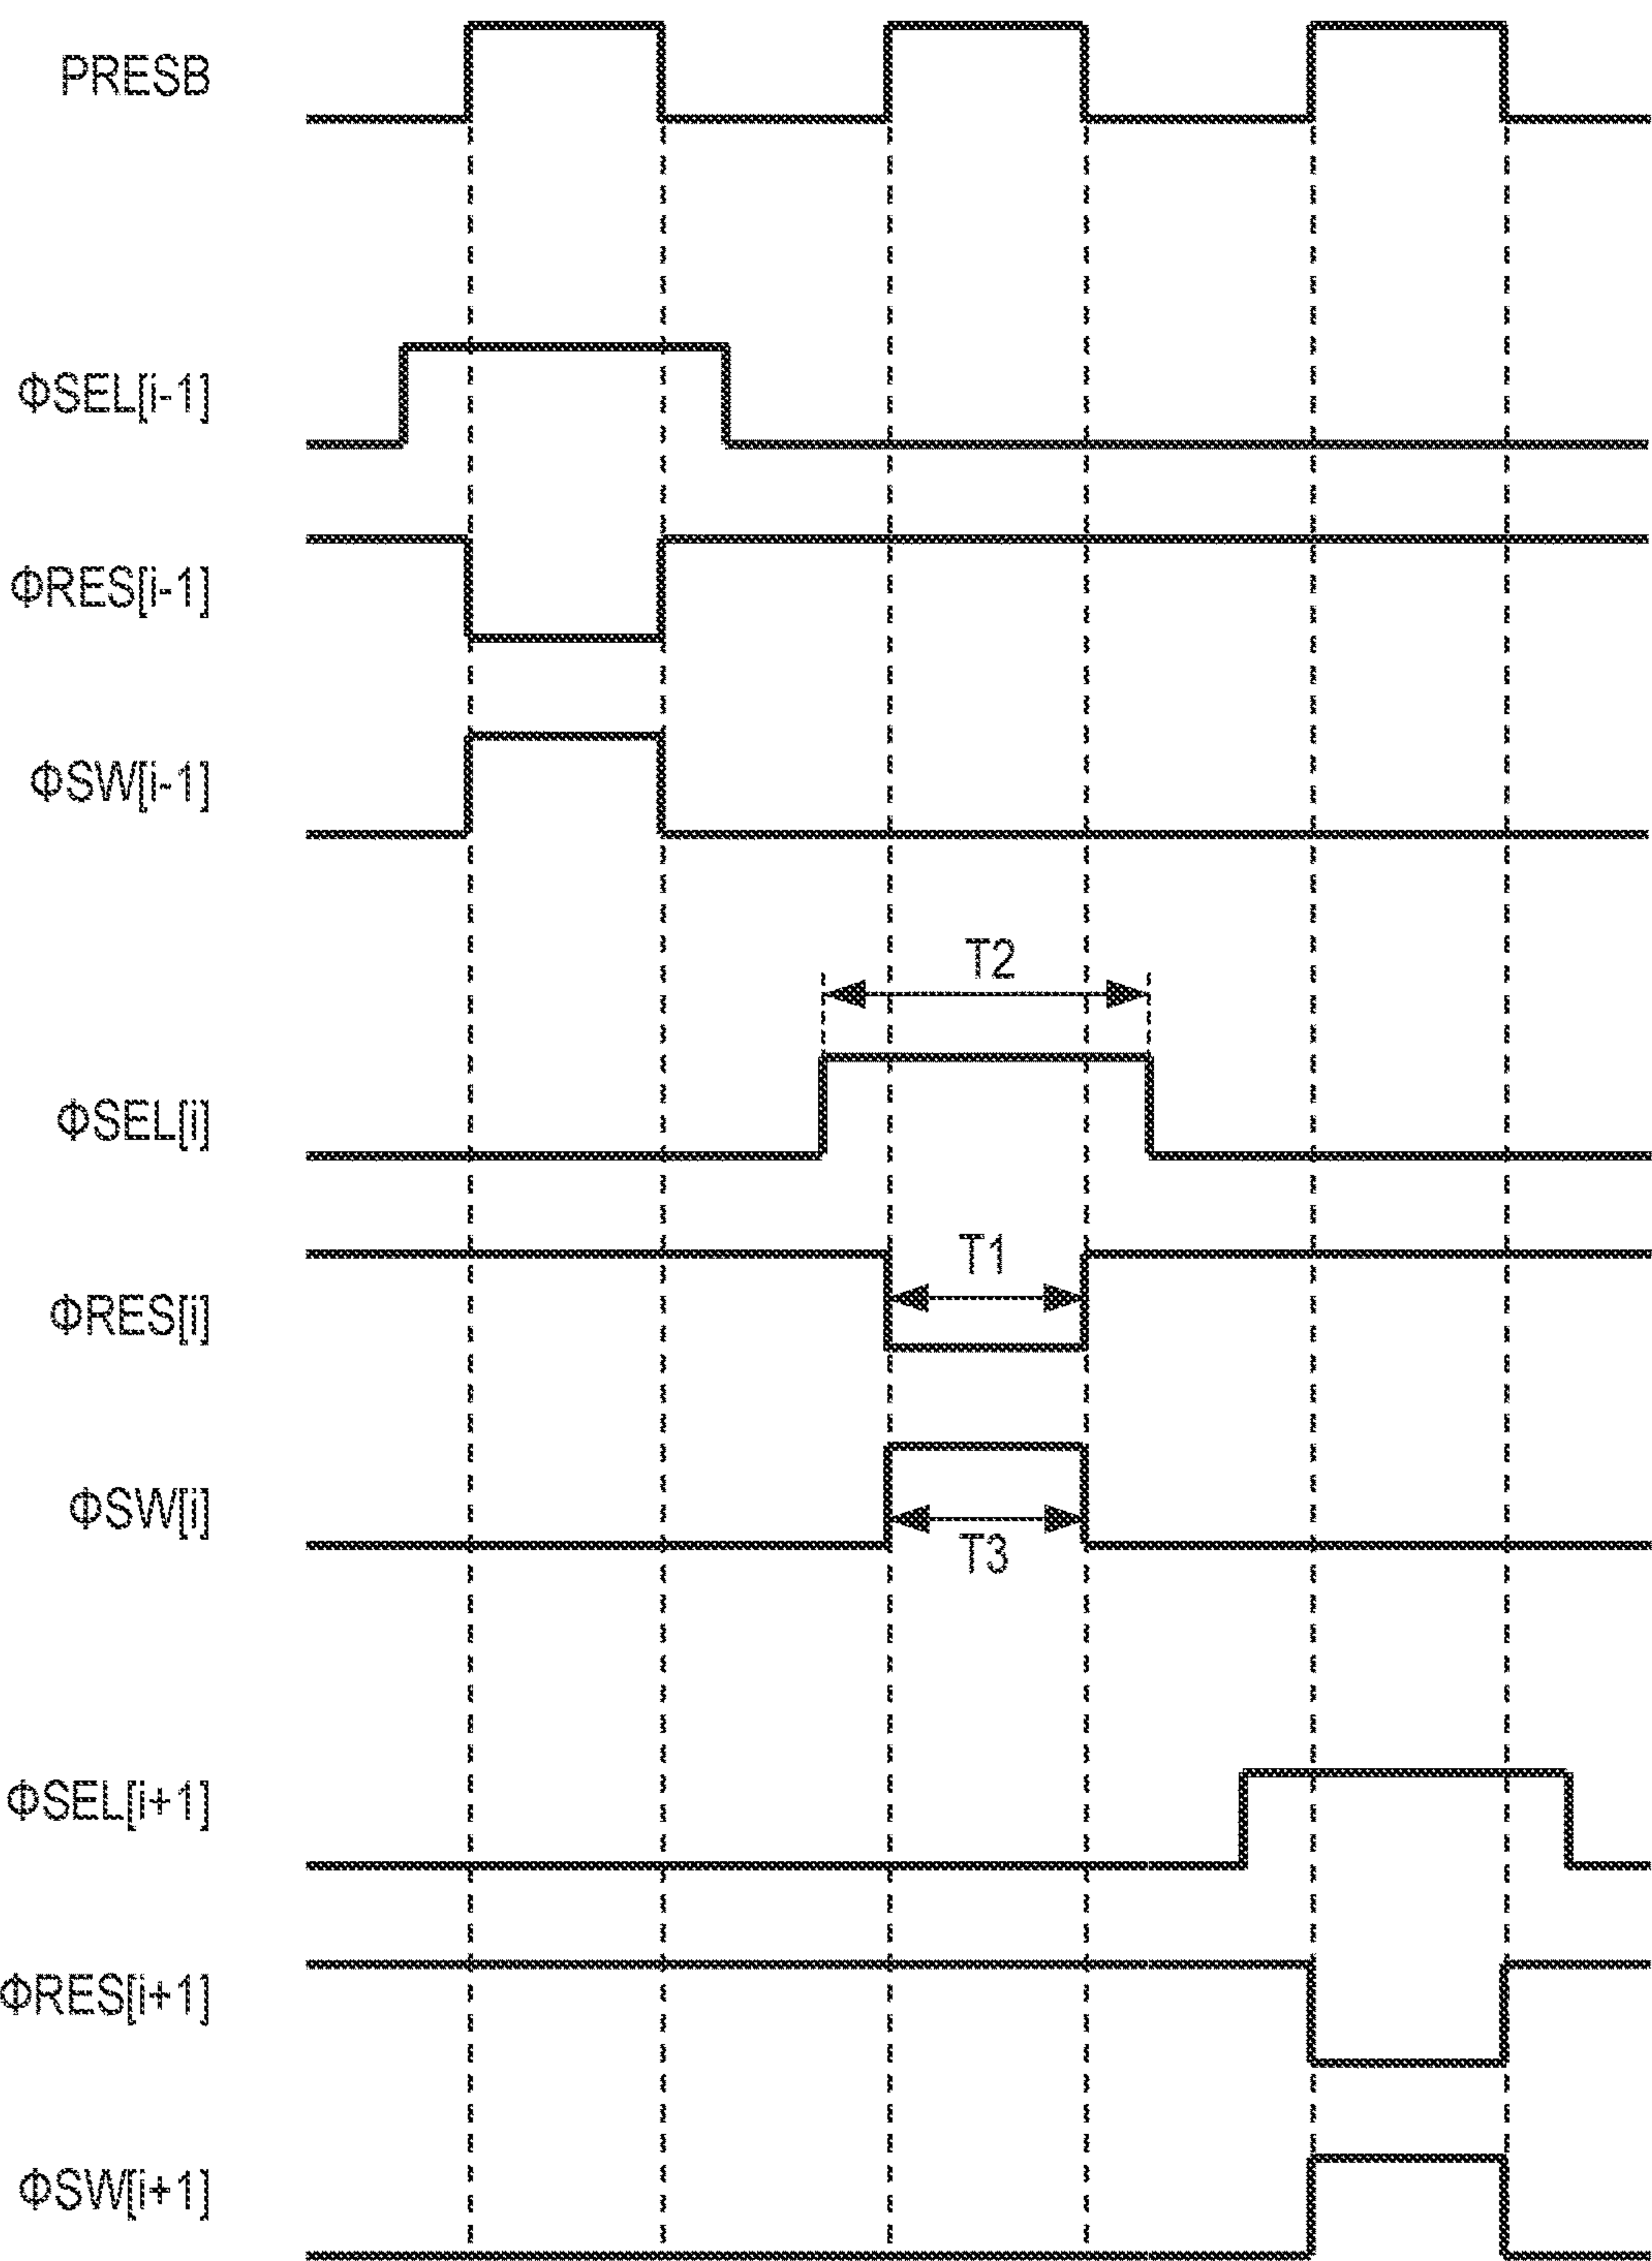 PRESB
ΦSEL[i-1]
ΦRES[i-1]
ΦSW[i-1]
T2
ΦSEL[i]
T1
ΦRES[i]
ΦSW[i]
T3
ΦSEL[i+1]
ΦRES[i+1]
ΦSW[i+1]